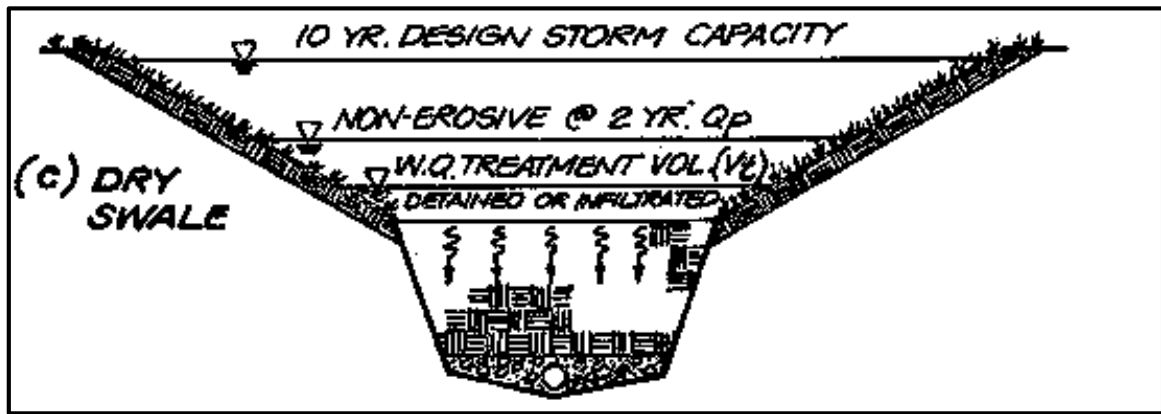 10 YR. DESIGN STORM CAPACITY
NON-EROSIVE @ 2 YR. Qp
W.Q. TREATMENT VOL. (Vt)
DETAINED OR INFILTRATED
(C) DRY
SWALE